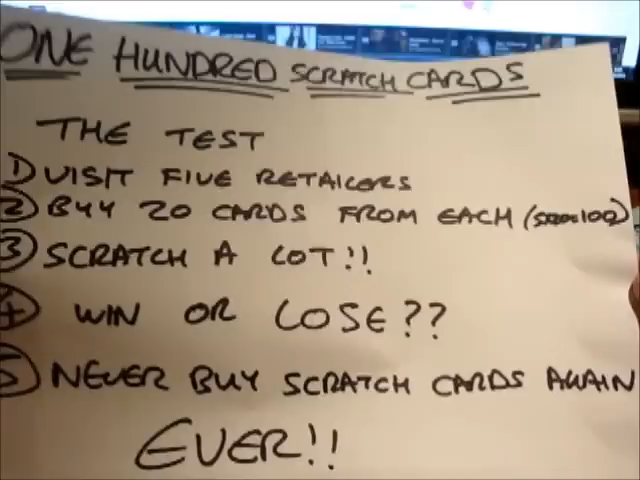 ONE HUNDRED SCRATCH CARDS
THE TEST
1) VISIT FIVE RETAILERS
2) BUY 20 CARDS FROM EACH (
3) SCRATCH A LOT!!
4) WIN OR LOSE??
5) NEVER BUY SCRATCH CARDS AGAIN
EVER!!